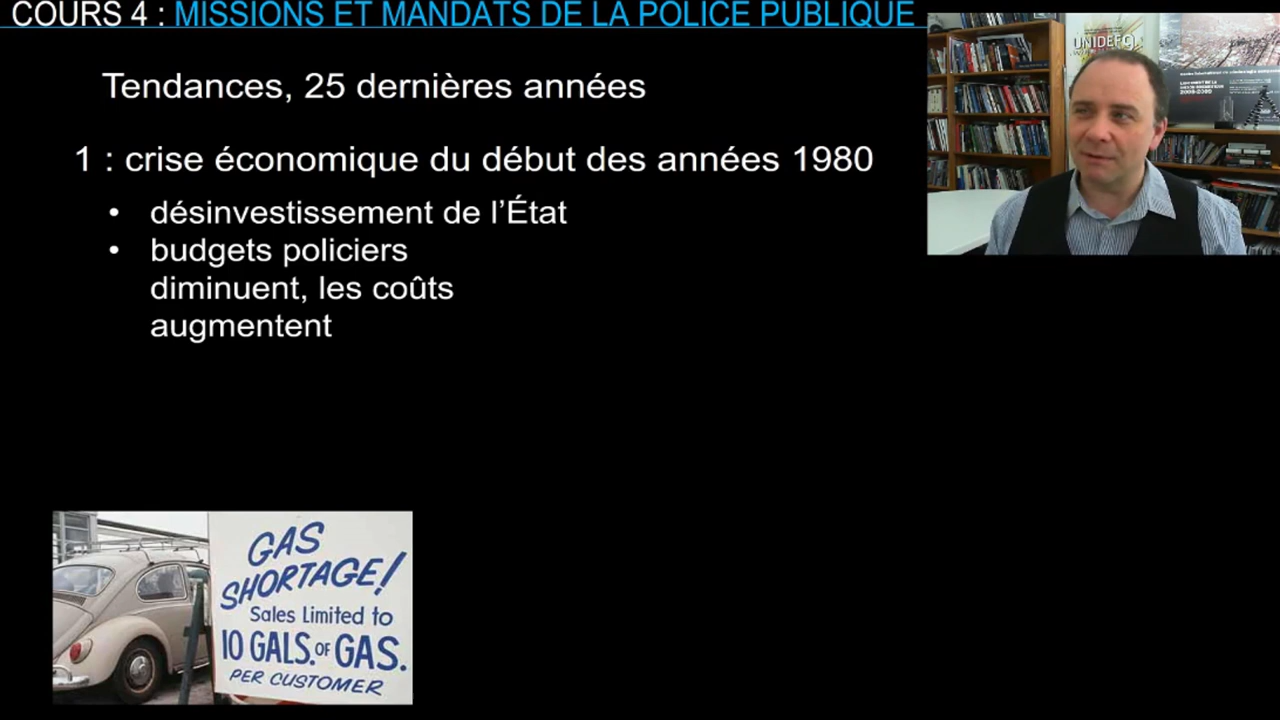 COURS 4 : MISSIONS ET MANDATS DE LA POLICE PUBLIQUE
UNIDEF
Tendances, 25 dernières années
1 : crise économique du début des années 1980
• désinvestissement de l’État
• budgets policiers
diminuent, les coûts
augmentent
GAS
SHORTAGE!
Sales Limited to
10 GALS. OF GAS.
PER CUSTOMER